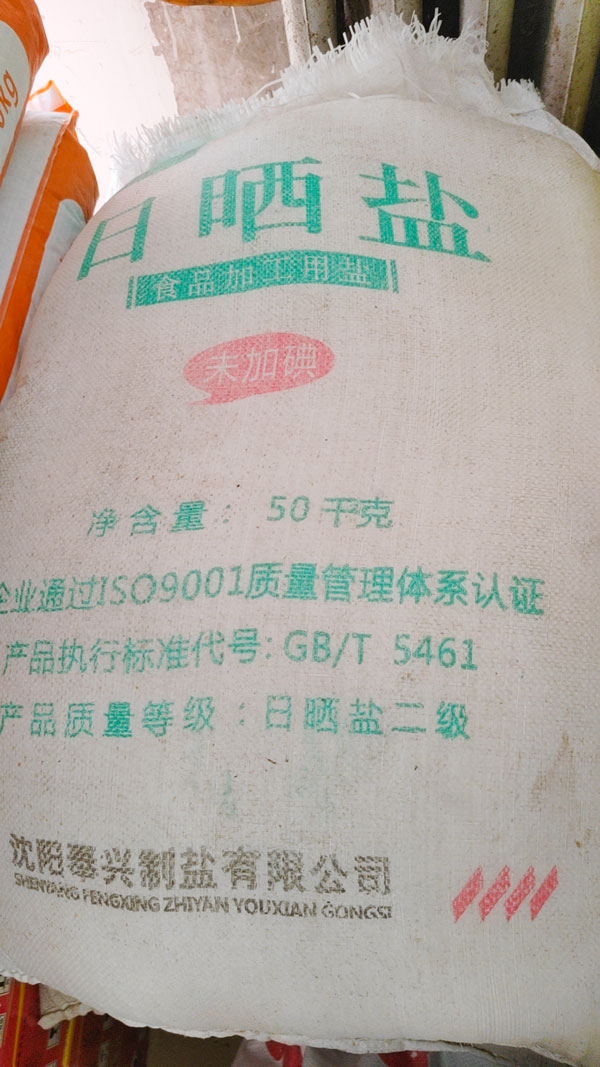 0kg
日晒盐
食品加工用盐
未加碘
净含量：50千克
企业通过ISO9001质量管理体系认证
产品执行标准代号：GB/T 5461
产品质量等级：日晒盐二级
沈阳奉兴制盐有限公司
SHENYANG FENGXING ZHIYAN YOUXIAN GONGSI